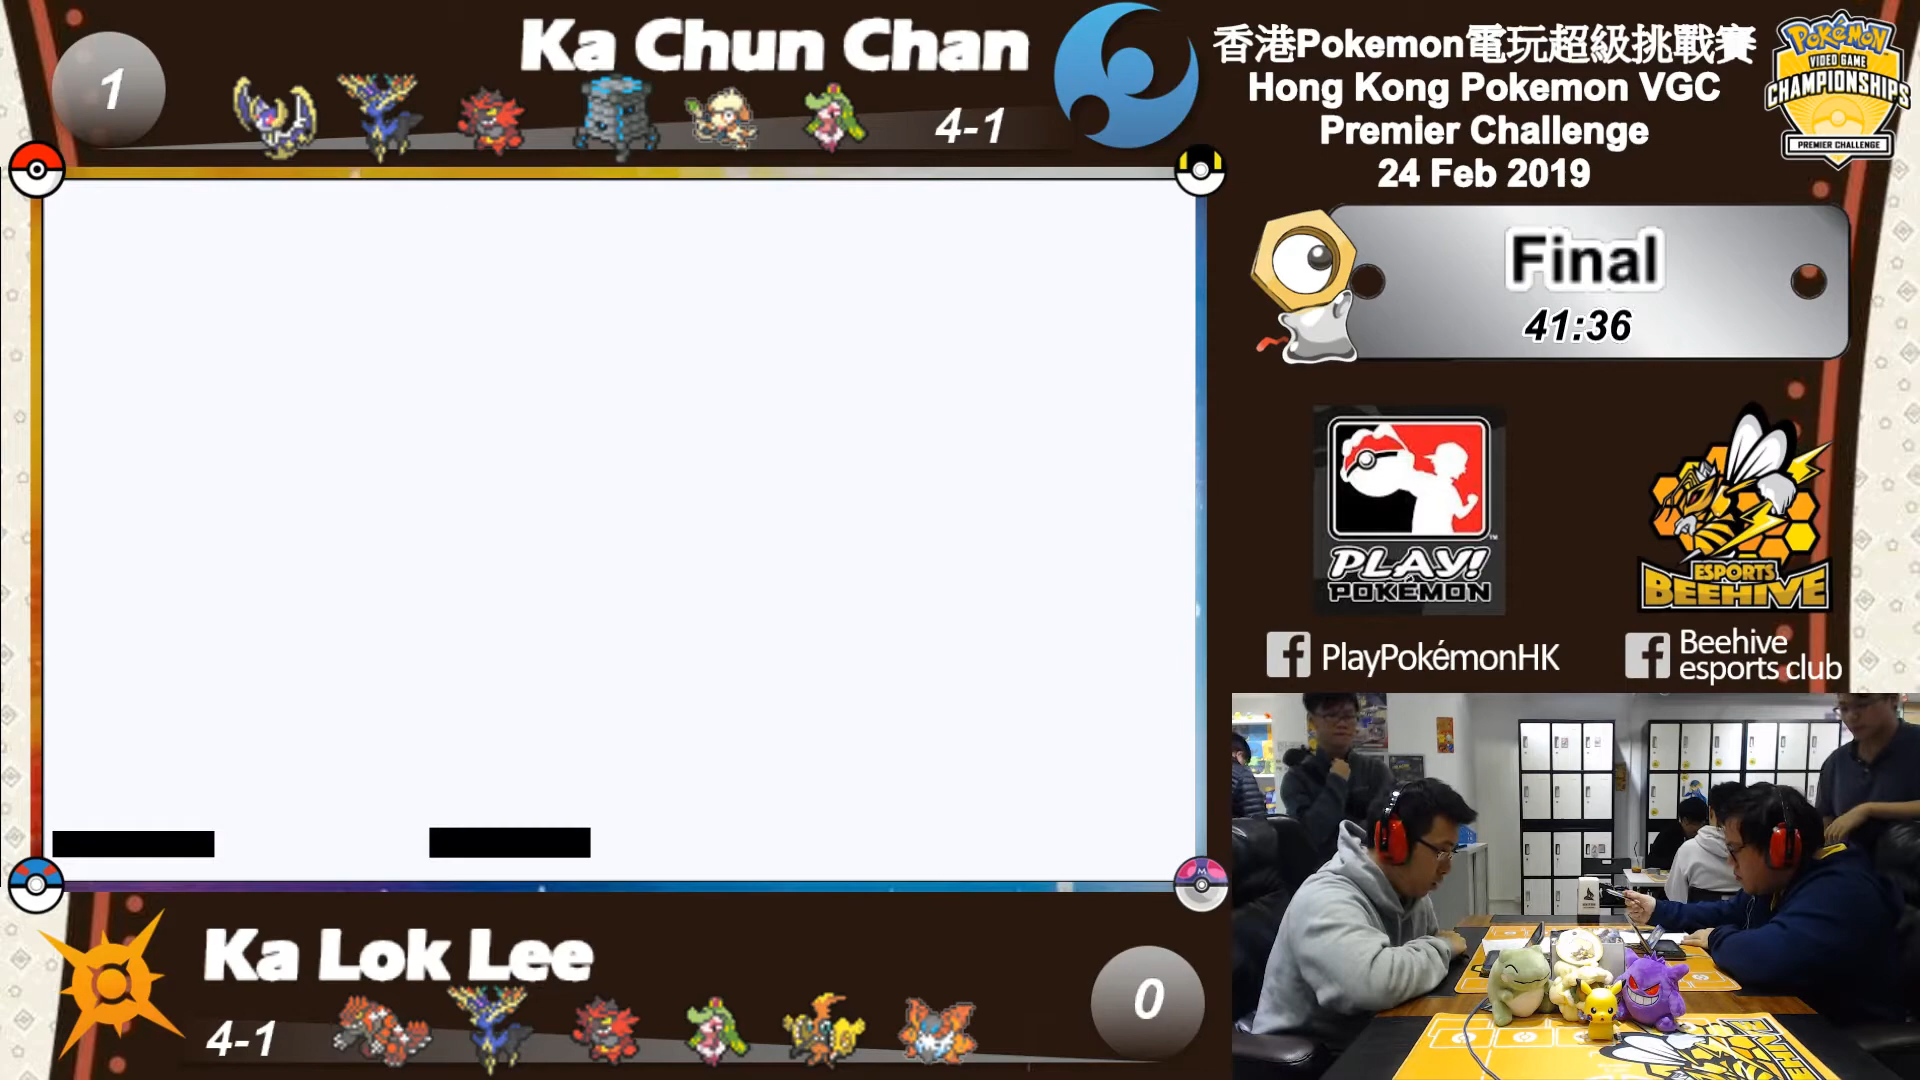 1
Ka Chun Chan
4-1
香港Pokemon電玩超級挑戰賽
Hong Kong Pokemon VGC
Premier Challenge
24 Feb 2019
POKéMON
VIDEO GAME
CHAMPIONSHIPS
PREMIER CHALLENGE
Final
41:36
PLAY!
POKéMON
ESPORTS
BEEHIVE
PlayPokémonHK
Beehive
esports club
M
Ka Lok Lee
4-1
0